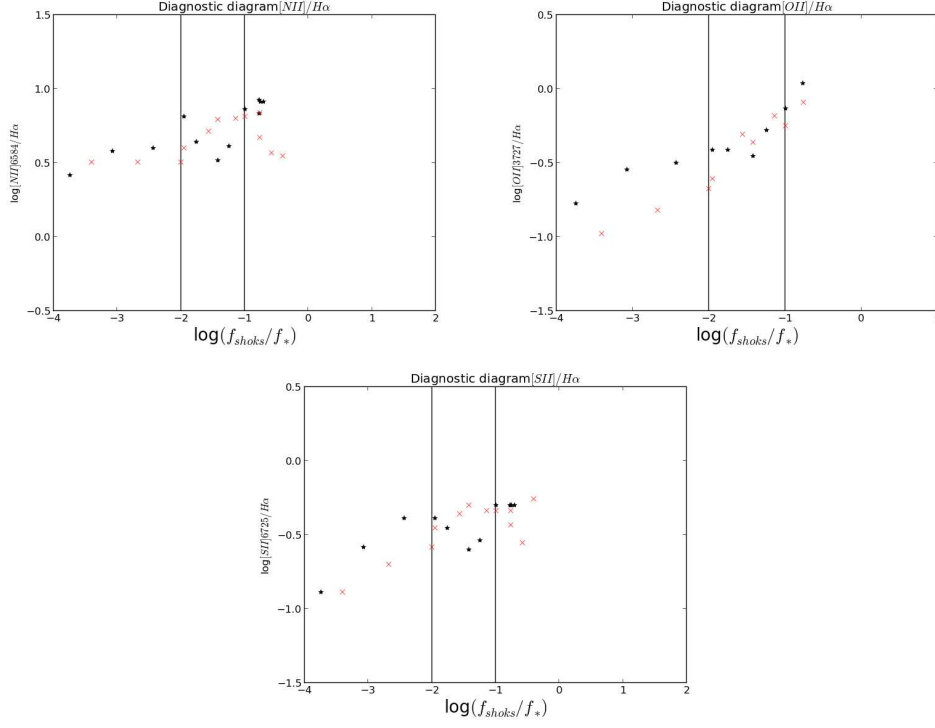 Diagnostic diagram[NII]/Hα
1.5
1.0
0.5
0.0
−0.5
log[NII]6584/Hα
−4 −3 −2 −1 0 1 2
log(f_shoks/f_*)
Diagnostic diagram[OII]/Hα
0.5
0.0
−0.5
−1.0
−1.5
log[OII]3727/Hα
−4 −3 −2 −1 0
log(f_shoks/f_*)
Diagnostic diagram[SII]/Hα
0.5
0.0
−0.5
−1.0
−1.5
log[SII]6725/Hα
−4 −3 −2 −1 0 1 2
log(f_shoks/f_*)